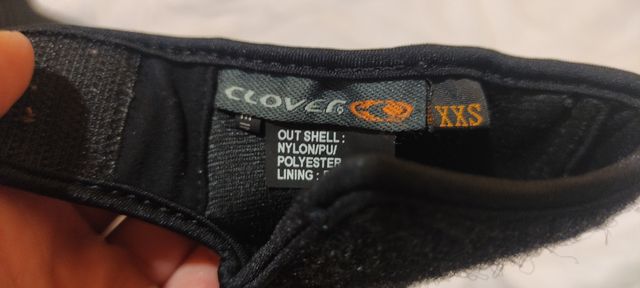 CLOVER
XXS
OUT SHELL :
NYLON/PU/
POLYESTER
LINING :